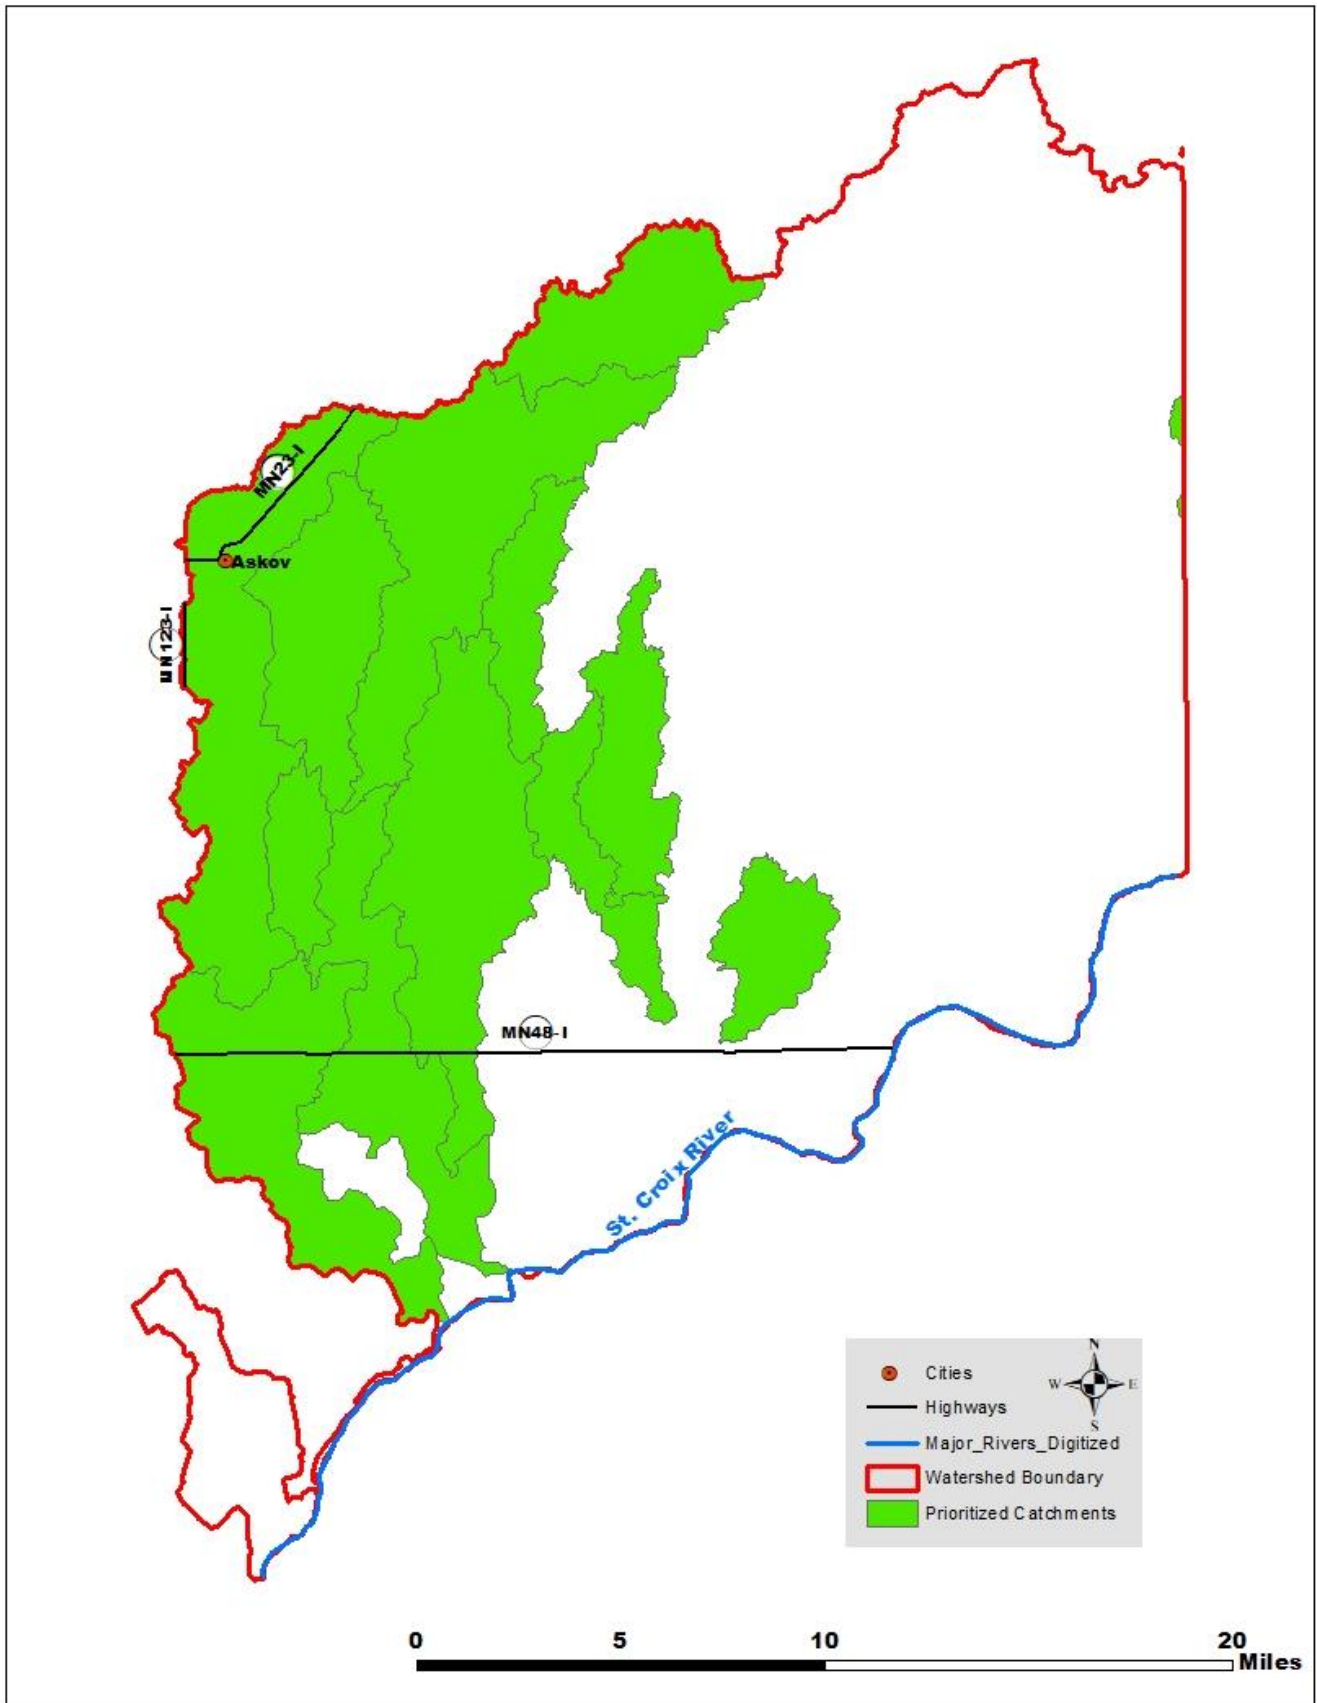 MN23-I
Askov
MN123-I
MN48-I
St. Croix River
N
W E
S
Cities
Highways
Major_Rivers_Digitized
Watershed Boundary
Prioritized Catchments
0 5 10 20
Miles